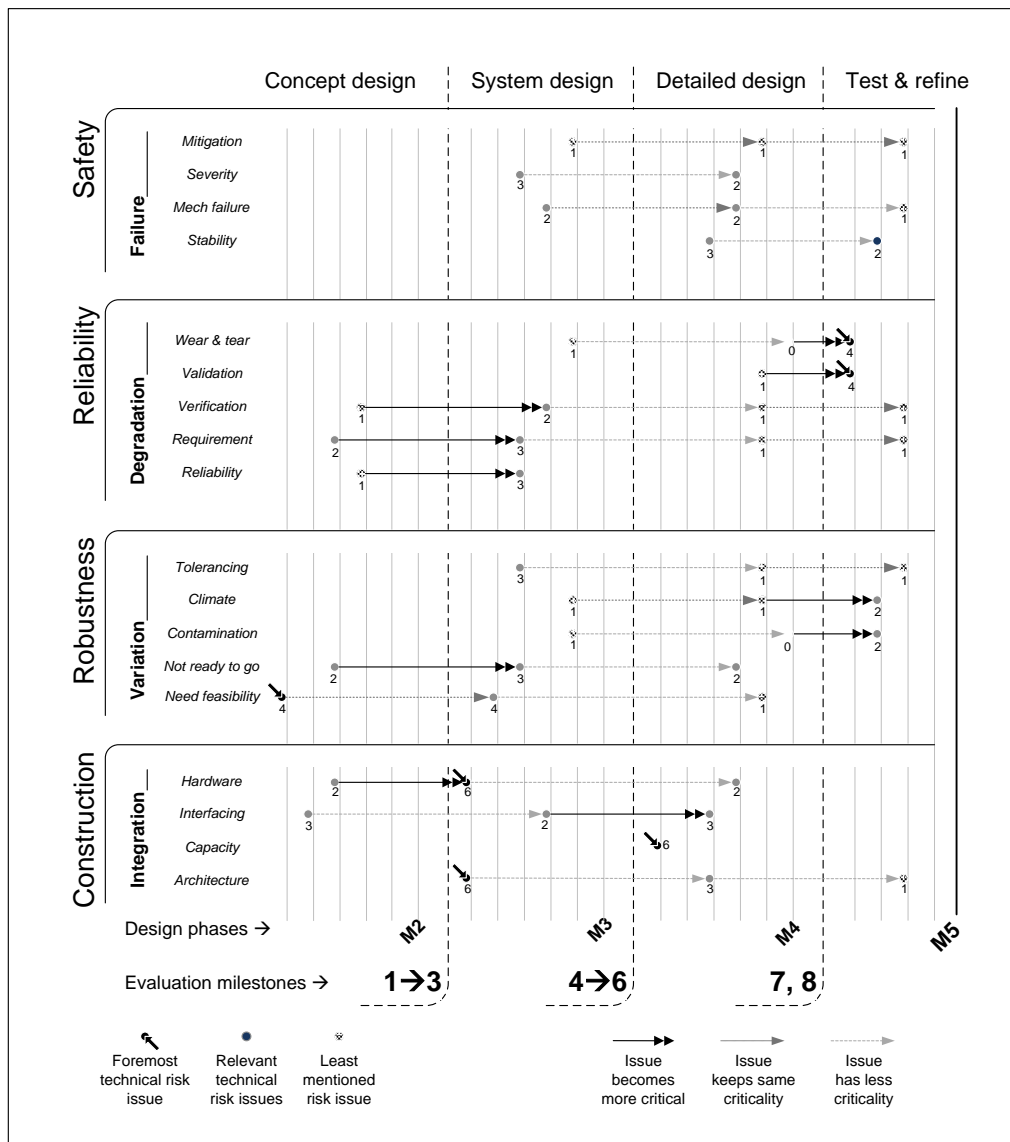 Concept design System design Detailed design Test & refine
Safety
Failure
Mitigation 1 1 1
Severity 3 2
Mech failure 2 2 1
Stability 3 2
Reliability
Degradation
Wear & tear 1 0 4
Validation 1 4
Verification 1 2 1 1
Requirement 2 3 1 1
Reliability 1 3
Robustness
Variation
Tolerancing 3 1 1
Climate 1 1 2
Contamination 1 0 2
Not ready to go 2 3 2
Need feasibility 4 4 1
Construction
Integration
Hardware 2 6 2
Interfacing 3 2 3
Capacity 6
Architecture 6 3 1
Design phases → M2 M3 M4 M5
Evaluation milestones → 1→3 4→6 7, 8
Foremost
technical risk
issue
Relevant
technical
risk issues
Least
mentioned
risk issue
Issue
becomes
more critical
Issue
keeps same
criticality
Issue
has less
criticality